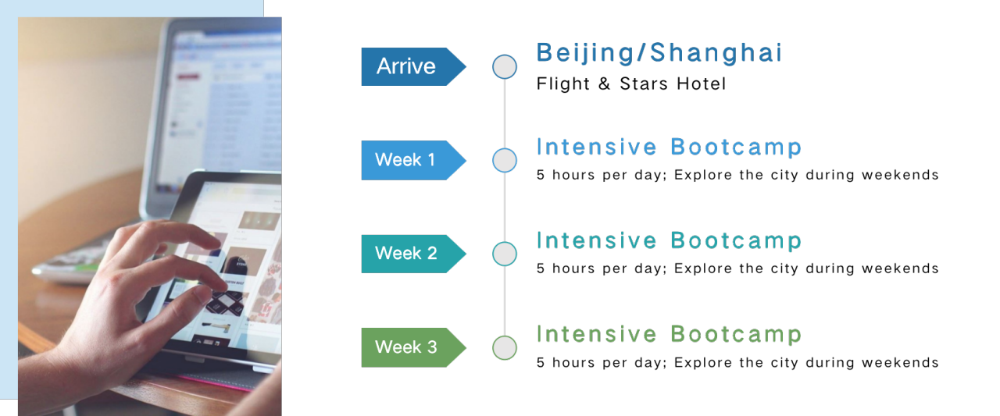 Arrive
Beijing/Shanghai
Flight & Stars Hotel
Week 1
Intensive Bootcamp
5 hours per day; Explore the city during weekends
Week 2
Intensive Bootcamp
5 hours per day; Explore the city during weekends
Week 3
Intensive Bootcamp
5 hours per day; Explore the city during weekends